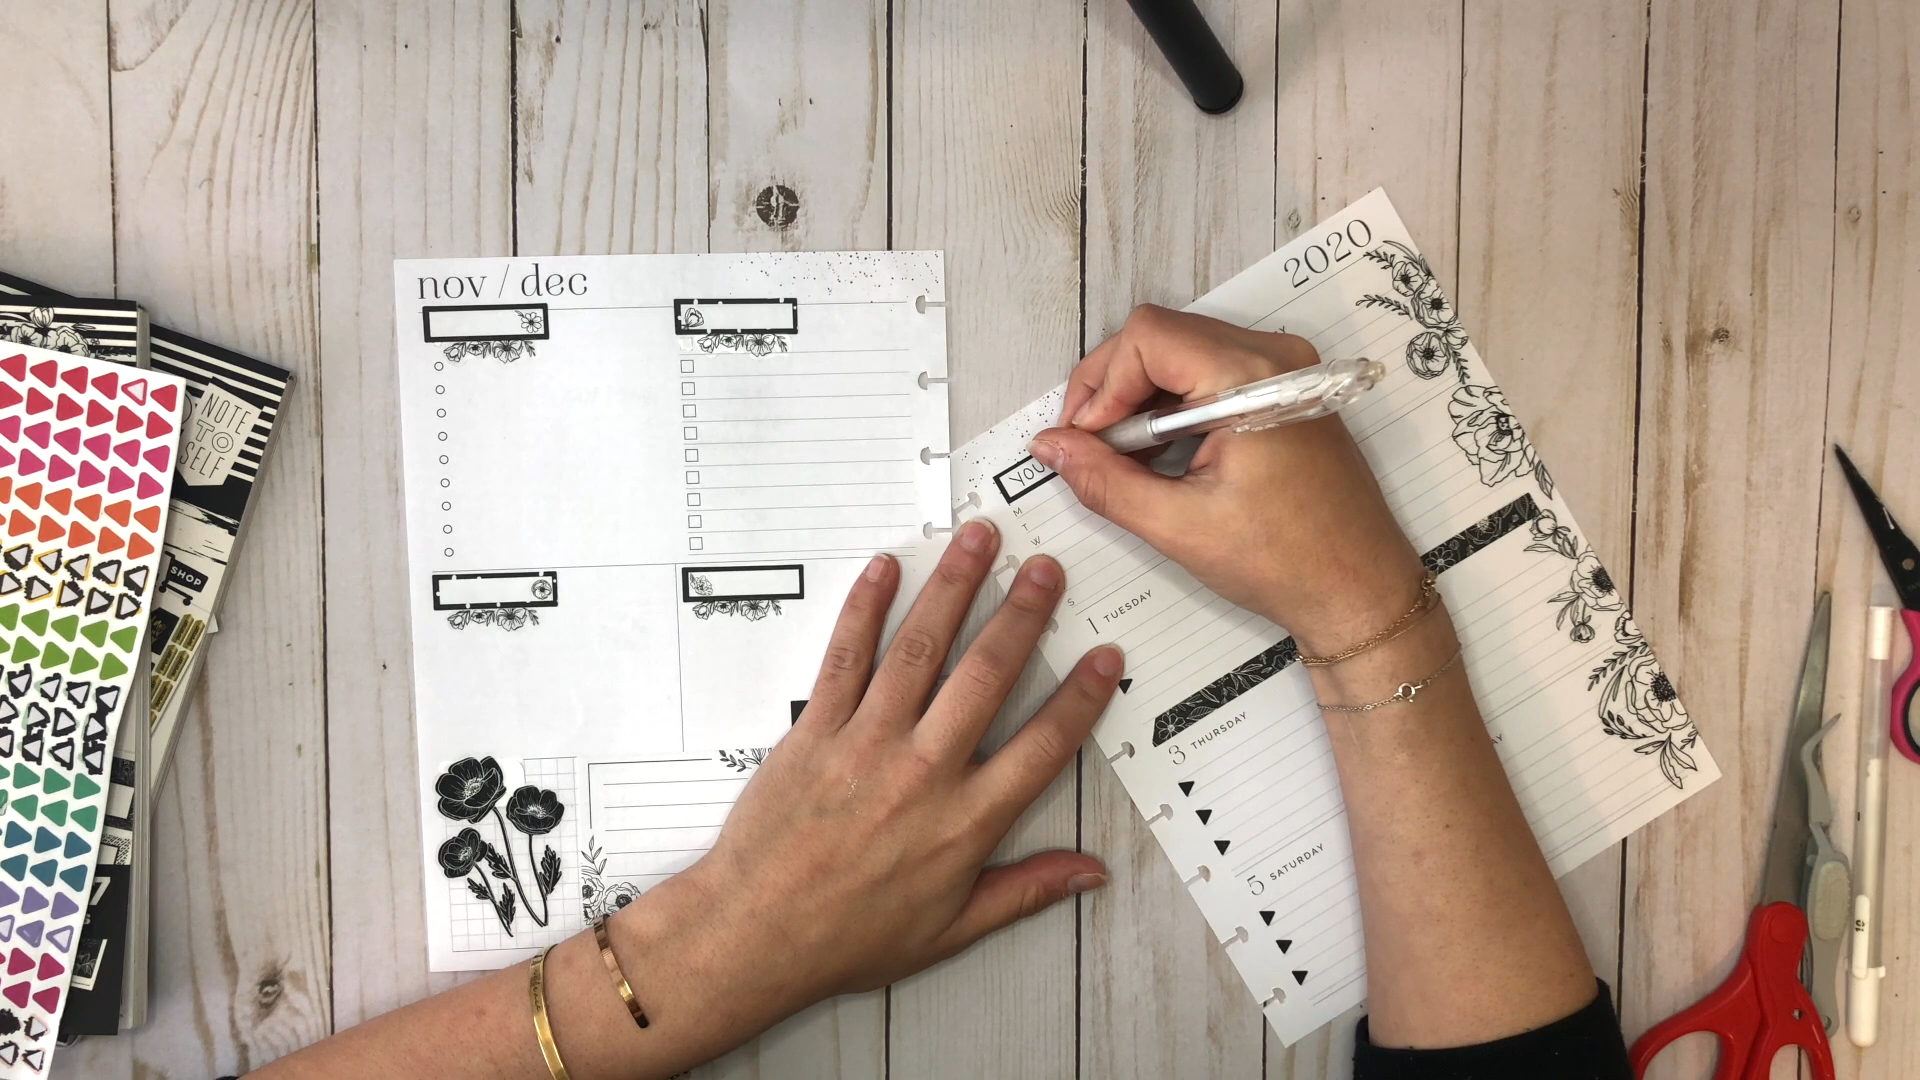 nov / dec
2020
YOU
M
T
W
S
1 TUESDAY
3 THURSDAY
5 SATURDAY
NOTE
TO
SELF
SHOP